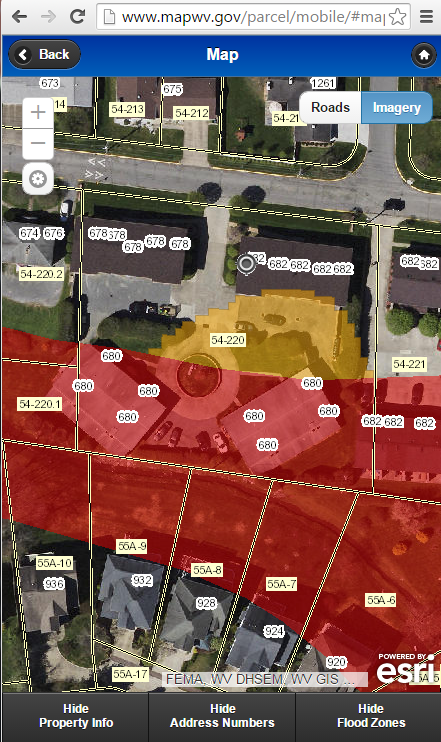 www.mapwv.gov/parcel/mobile/#ma
Back
Map
673
675
1261
14
54-213
54-212
54-21
Roads
Imagery
+
−
<<
>>
674 676
678 678 678 678 678
682 682 682 682
682 682
54-220.2
54-220
54-221
680
680
680
680
680
680
680
680
54-220.1
682 682 682
55A-10
55A-9
55A-8
55A-7
55A-6
936
932
928
924
920
55A-17
POWERED BY
esri
FEMA, WV DHSEM, WV GIS ...
Hide
Property Info
Hide
Address Numbers
Hide
Flood Zones